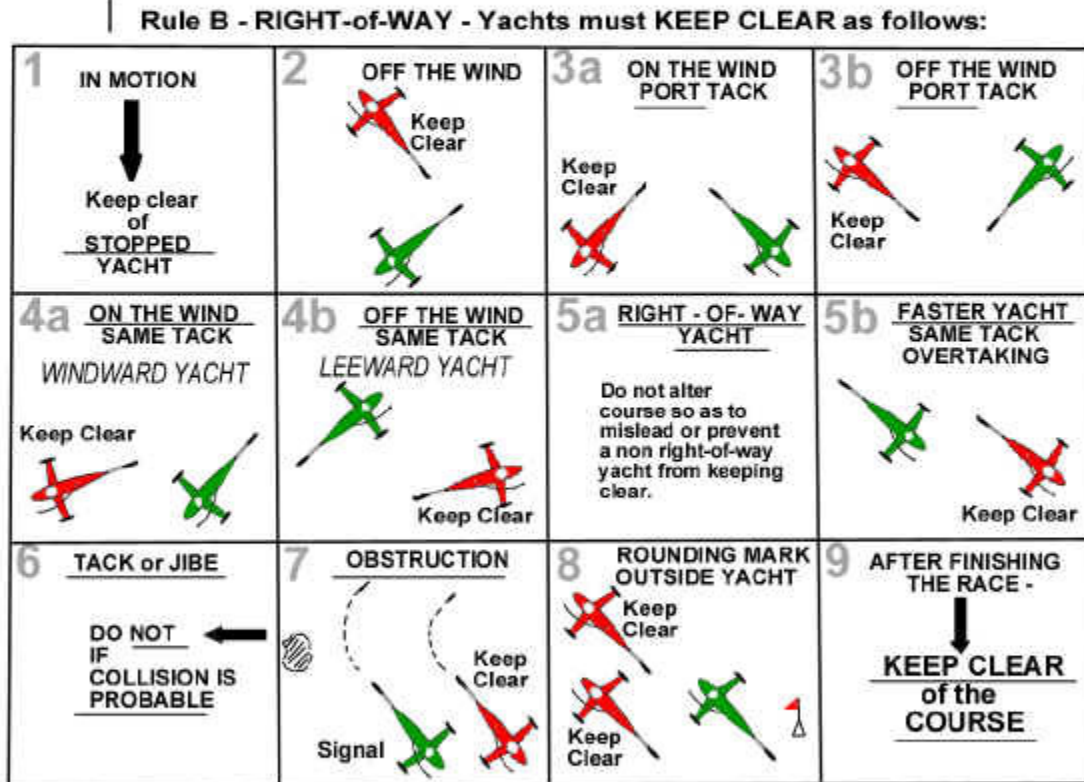 Rule B - RIGHT-of-WAY - Yachts must KEEP CLEAR as follows:
1
IN MOTION
Keep clear
of
STOPPED
YACHT
2
OFF THE WIND
Keep
Clear
3a
ON THE WIND
PORT TACK
Keep
Clear
3b
OFF THE WIND
PORT TACK
Keep
Clear
4a
ON THE WIND
SAME TACK
WINDWARD YACHT
Keep Clear
4b
OFF THE WIND
SAME TACK
LEEWARD YACHT
Keep Clear
5a
RIGHT - OF- WAY
YACHT
Do not alter
course so as to
mislead or prevent
a non right-of-way
yacht from keeping
clear.
5b
FASTER YACHT
SAME TACK
OVERTAKING
Keep Clear
6
TACK or JIBE
DO NOT
IF
COLLISION IS
PROBABLE
7
OBSTRUCTION
Keep
Clear
Signal
8
ROUNDING MARK
OUTSIDE YACHT
Keep
Clear
Keep
Clear
9
AFTER FINISHING
THE RACE -
KEEP CLEAR
of the
COURSE